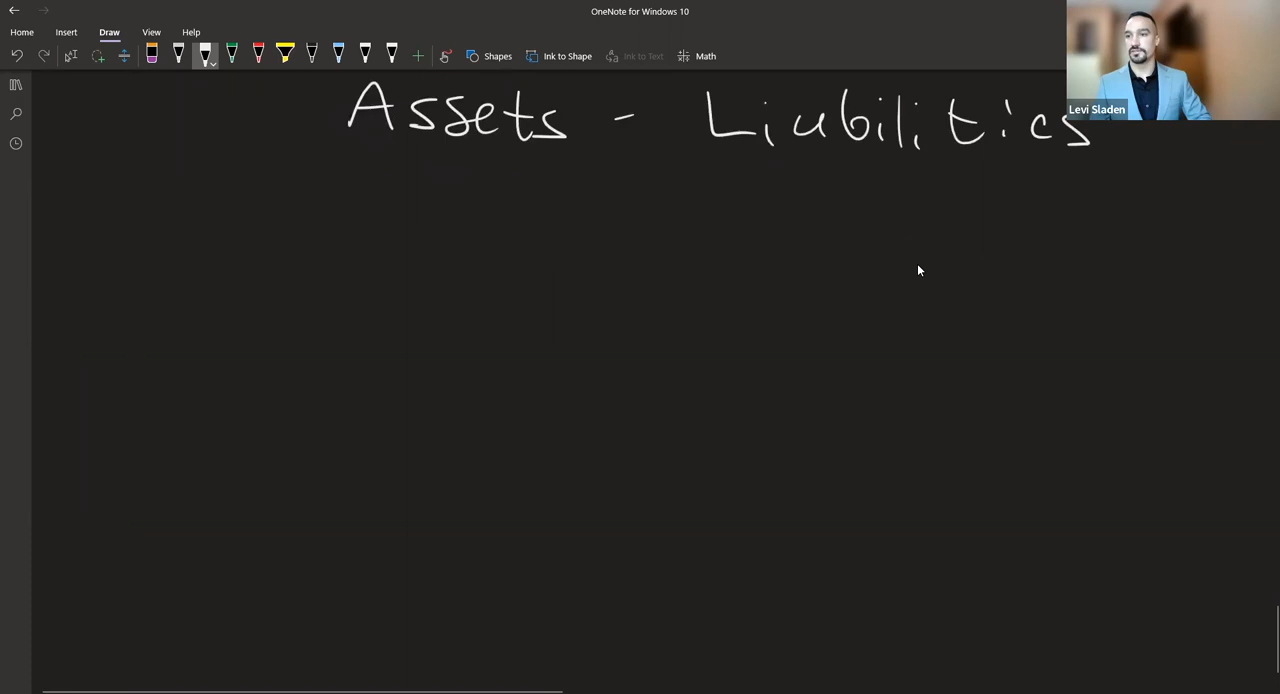 OneNote for Windows 10
Home Insert Draw View Help
Shapes Ink to Shape Ink to Text Math
Levi Sladen
Assets - Liabilities